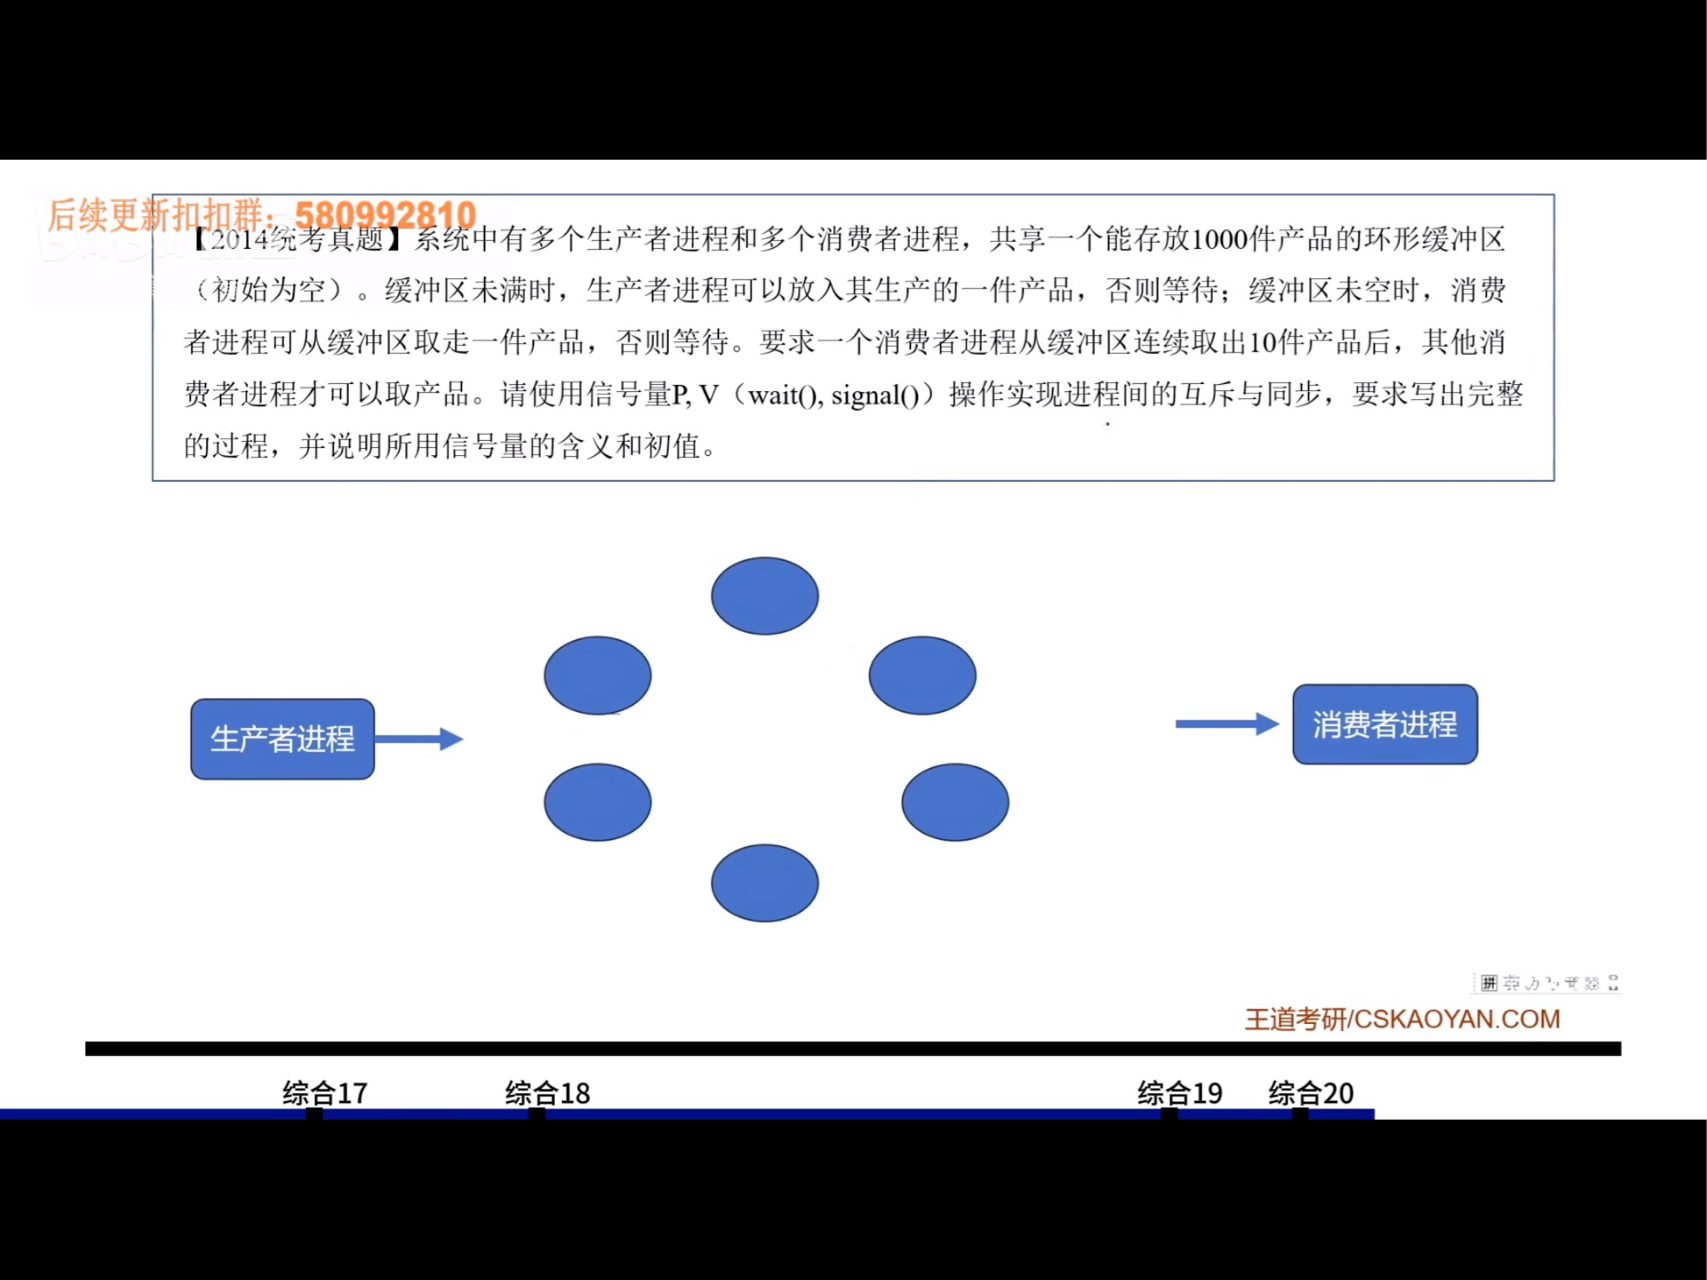 后续更新扣扣群：580992810
【2014统考真题】系统中有多个生产者进程和多个消费者进程，共享一个能存放1000件产品的环形缓冲区
（初始为空）。缓冲区未满时，生产者进程可以放入其生产的一件产品，否则等待；缓冲区未空时，消费
者进程可从缓冲区取走一件产品，否则等待。要求一个消费者进程从缓冲区连续取出10件产品后，其他消
费者进程才可以取产品。请使用信号量P, V（wait(), signal()）操作实现进程间的互斥与同步，要求写出完整
的过程，并说明所用信号量的含义和初值。
生产者进程
消费者进程
拼
王道考研/CSKAOYAN.COM
综合17 综合18 综合19 综合20